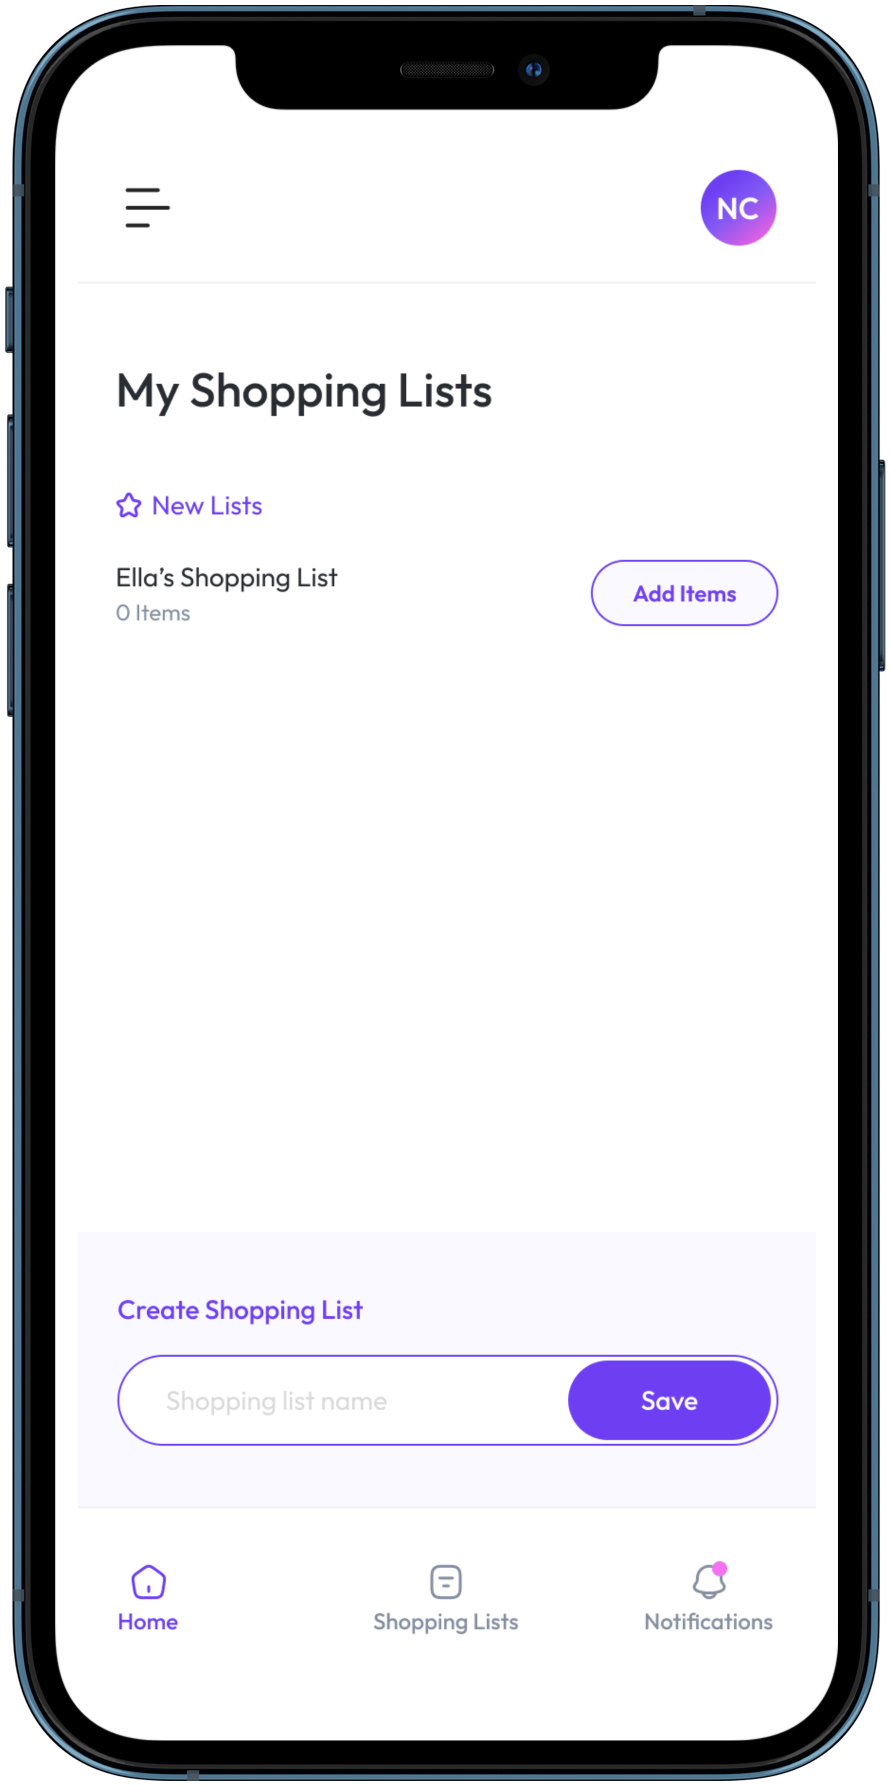 NC
My Shopping Lists
New Lists
Ella’s Shopping List
0 Items
Add Items
Create Shopping List
Shopping list name
Save
Home
Shopping Lists
Notifications